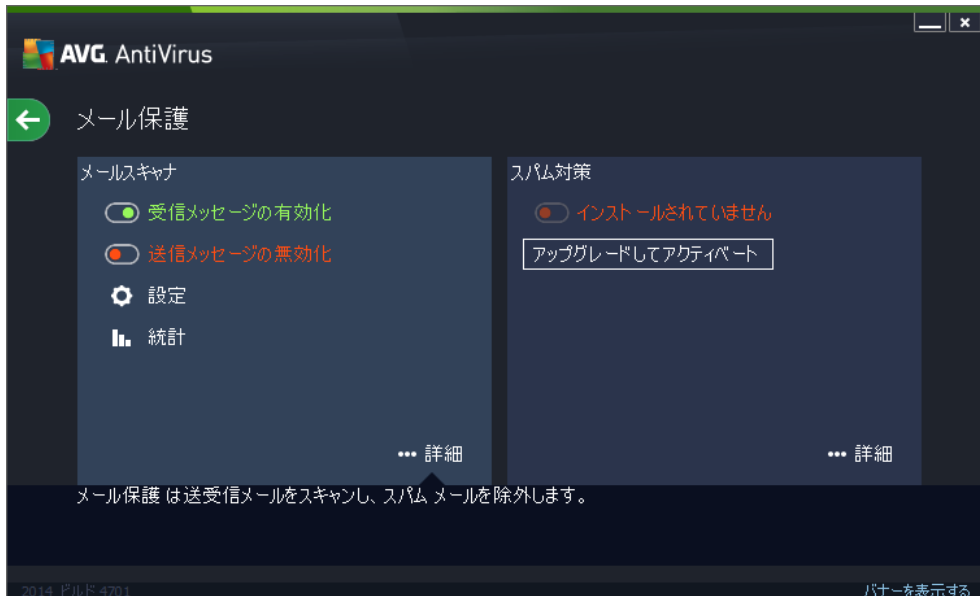 AVG. AntiVirus
メール保護
メールスキャナ
受信メッセージの有効化
送信メッセージの無効化
設定
統計
••• 詳細
スパム対策
インストールされていません
アップグレードしてアクティベート
••• 詳細
メール保護 は送受信メールをスキャンし、スパム メールを除外します。
2014 ビルド 4701
バナーを表示する